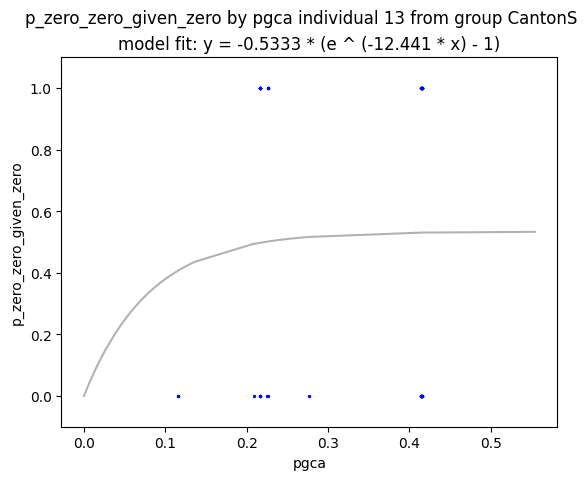 p_zero_zero_given_zero by pgca individual 13 from group CantonS
model fit: y = -0.5333 * (e ^ (-12.441 * x) - 1)
1.0
0.8
0.6
0.4
0.2
0.0
p_zero_zero_given_zero
0.0 0.1 0.2 0.3 0.4 0.5
pgca